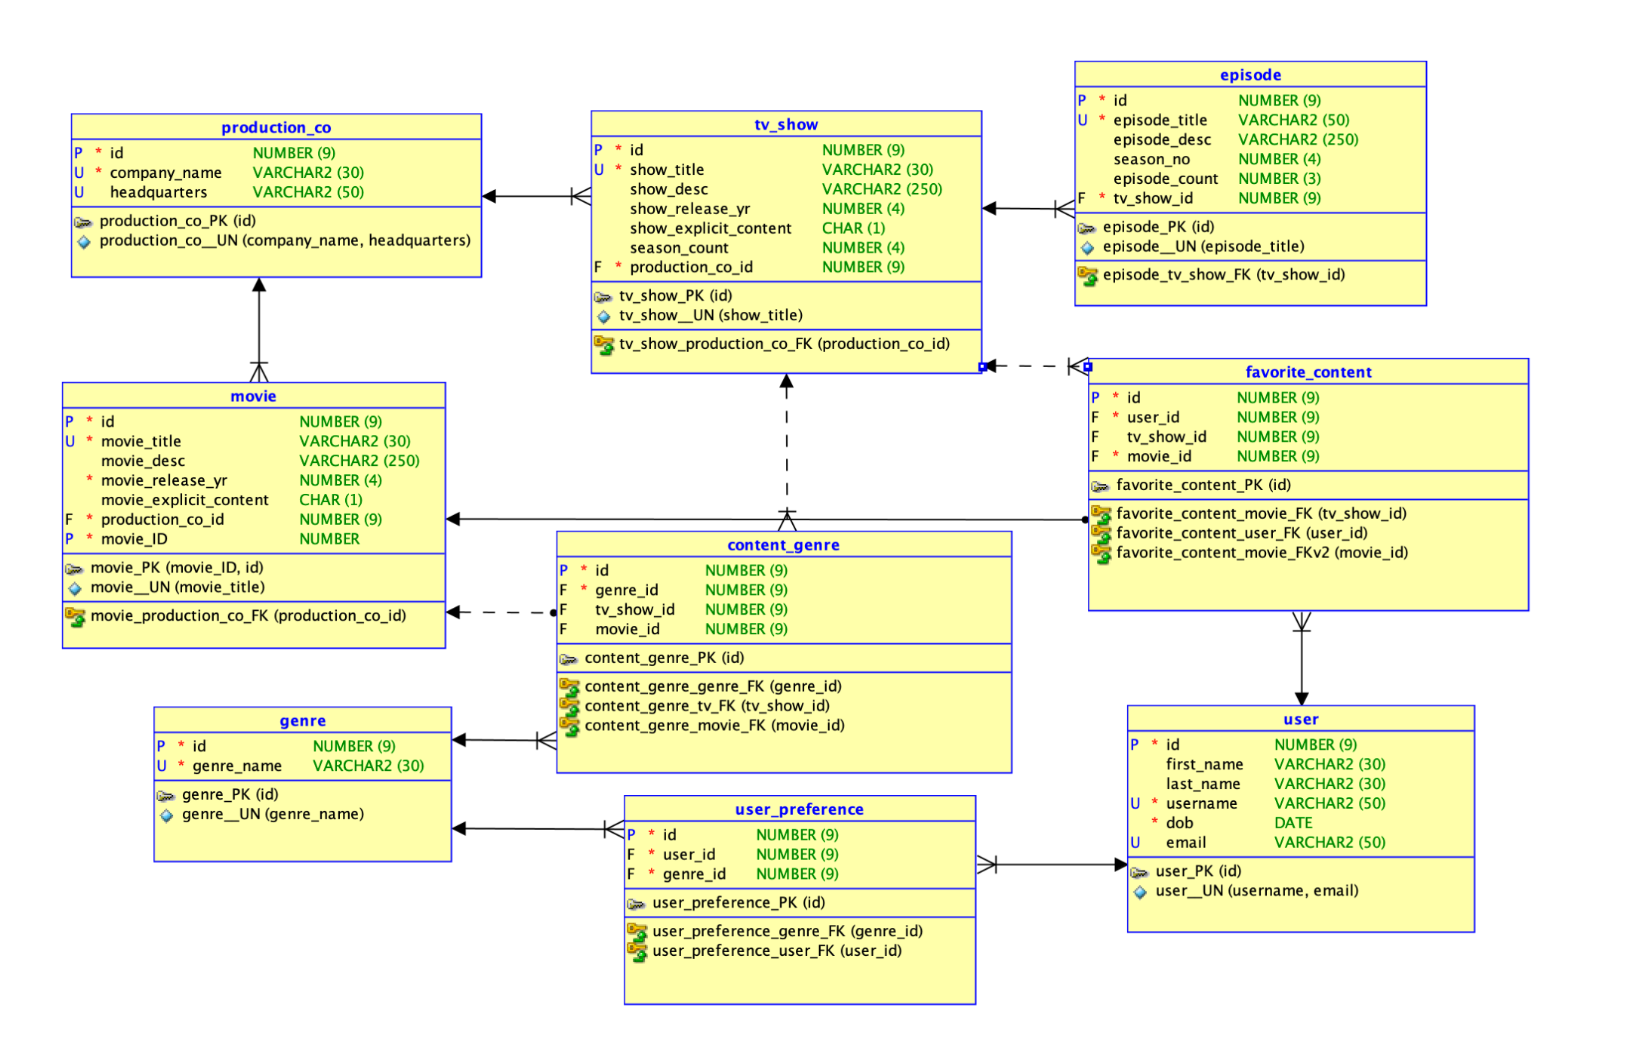 production_co
P * id NUMBER (9)
U * company_name VARCHAR2 (30)
U headquarters VARCHAR2 (50)
production_co_PK (id)
production_co__UN (company_name, headquarters)
tv_show
P * id NUMBER (9)
U * show_title VARCHAR2 (30)
show_desc VARCHAR2 (250)
show_release_yr NUMBER (4)
show_explicit_content CHAR (1)
season_count NUMBER (4)
F * production_co_id NUMBER (9)
tv_show_PK (id)
tv_show__UN (show_title)
tv_show_production_co_FK (production_co_id)
episode
P * id NUMBER (9)
U * episode_title VARCHAR2 (50)
episode_desc VARCHAR2 (250)
season_no NUMBER (4)
episode_count NUMBER (3)
F * tv_show_id NUMBER (9)
episode_PK (id)
episode__UN (episode_title)
episode_tv_show_FK (tv_show_id)
movie
P * id NUMBER (9)
U * movie_title VARCHAR2 (30)
movie_desc VARCHAR2 (250)
* movie_release_yr NUMBER (4)
movie_explicit_content CHAR (1)
F * production_co_id NUMBER (9)
P * movie_ID NUMBER
movie_PK (movie_ID, id)
movie__UN (movie_title)
movie_production_co_FK (production_co_id)
favorite_content
P * id NUMBER (9)
F * user_id NUMBER (9)
F tv_show_id NUMBER (9)
F * movie_id NUMBER (9)
favorite_content_PK (id)
favorite_content_movie_FK (tv_show_id)
favorite_content_user_FK (user_id)
favorite_content_movie_FKv2 (movie_id)
content_genre
P * id NUMBER (9)
F * genre_id NUMBER (9)
F tv_show_id NUMBER (9)
F movie_id NUMBER (9)
content_genre_PK (id)
content_genre_genre_FK (genre_id)
content_genre_tv_FK (tv_show_id)
content_genre_movie_FK (movie_id)
genre
P * id NUMBER (9)
U * genre_name VARCHAR2 (30)
genre_PK (id)
genre__UN (genre_name)
user_preference
P * id NUMBER (9)
F * user_id NUMBER (9)
F * genre_id NUMBER (9)
user_preference_PK (id)
user_preference_genre_FK (genre_id)
user_preference_user_FK (user_id)
user
P * id NUMBER (9)
first_name VARCHAR2 (30)
last_name VARCHAR2 (30)
U * username VARCHAR2 (50)
* dob DATE
U email VARCHAR2 (50)
user_PK (id)
user__UN (username, email)